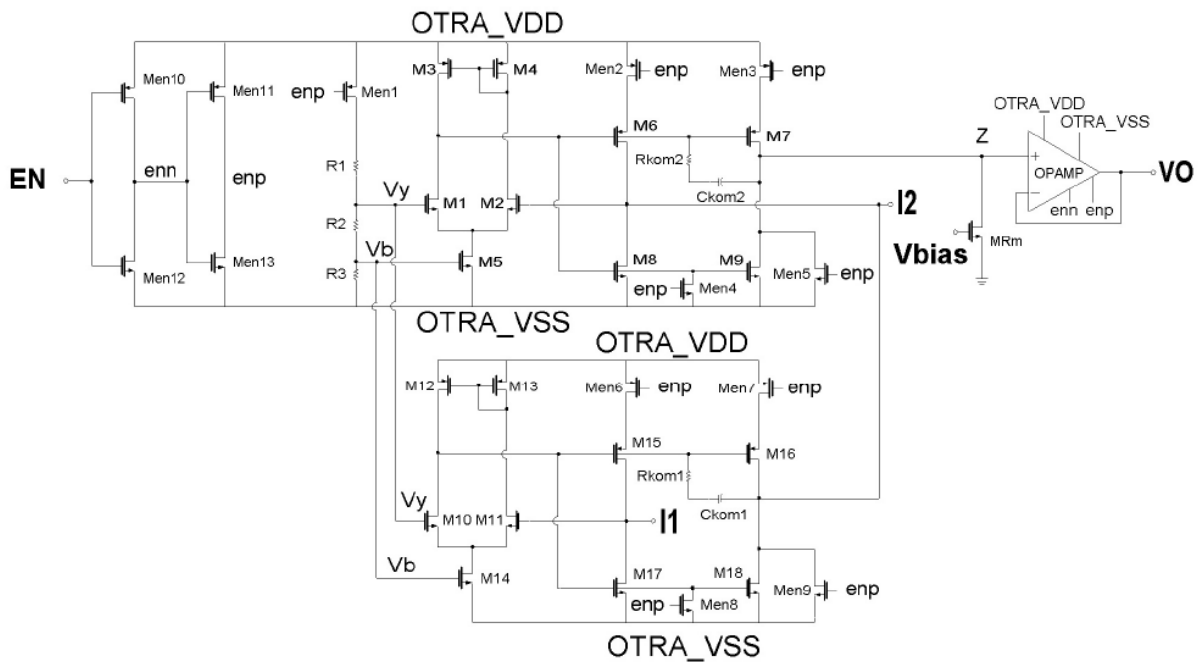 OTRA_VDD
Men10
Men11
enp
Men1
M3
M4
Men2
enp
Men3
enp
OTRA_VDD
OTRA_VSS
M6
M7
Z
EN
enn
enp
R1
Rkom2
Ckom2
OPAMP
VO
Vy
R2
M1
M2
I2
enn
enp
Vbias
MRm
Men12
Men13
R3
Vb
M5
M8
M9
Men5
enp
enp
Men4
OTRA_VSS
OTRA_VDD
M12
M13
Men6
enp
Men7
enp
M15
M16
Rkom1
Ckom1
Vy
M10
M11
I1
Vb
M14
M17
M18
Men9
enp
enp
Men8
OTRA_VSS